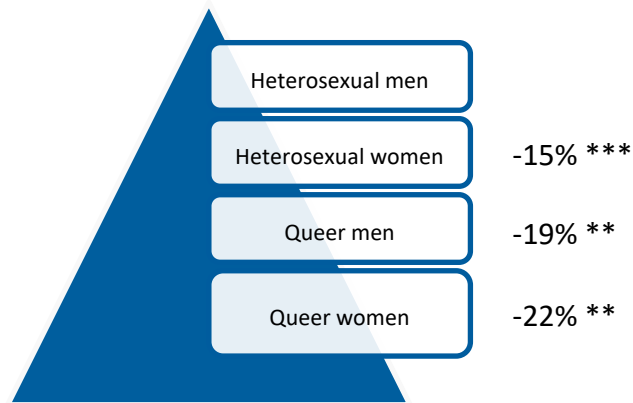 Heterosexual men
Heterosexual women -15% ***
Queer men -19% **
Queer women -22% **